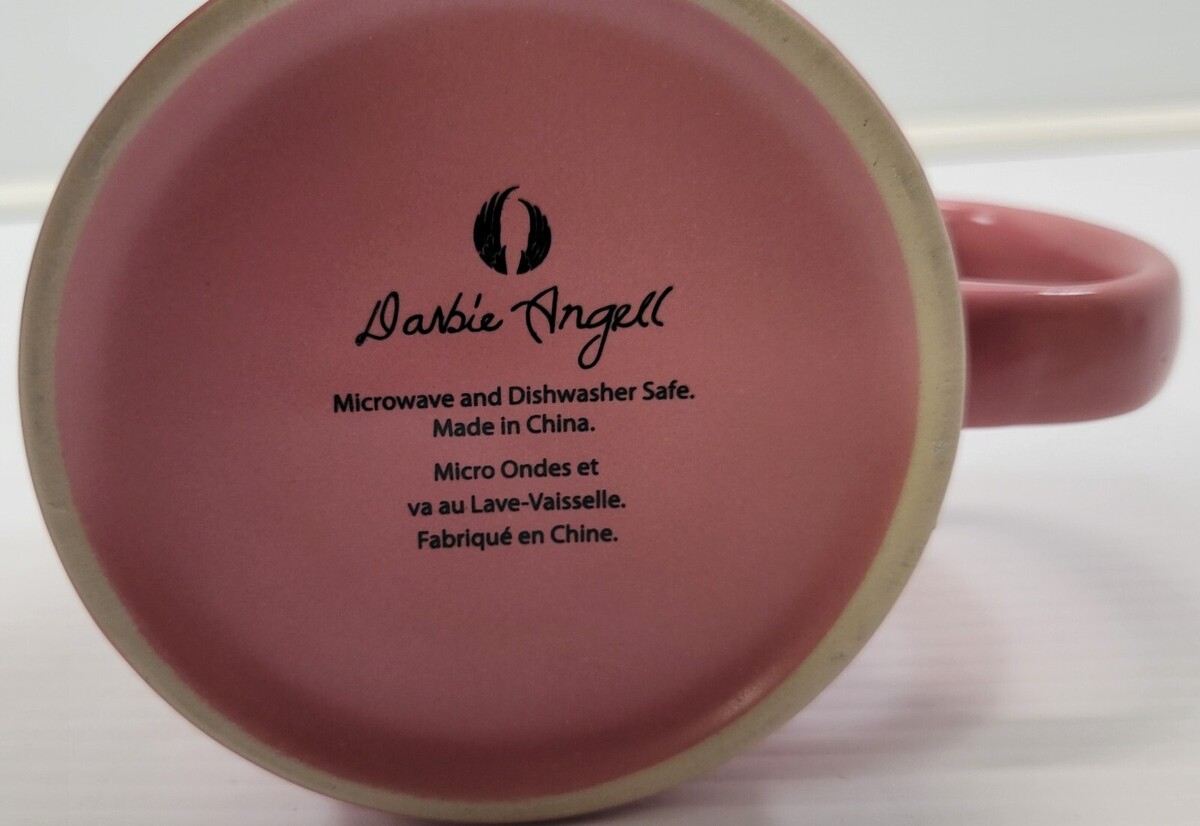 Darbie Angell
Microwave and Dishwasher Safe.
Made in China.
Micro Ondes et
va au Lave-Vaisselle.
Fabriqué en Chine.